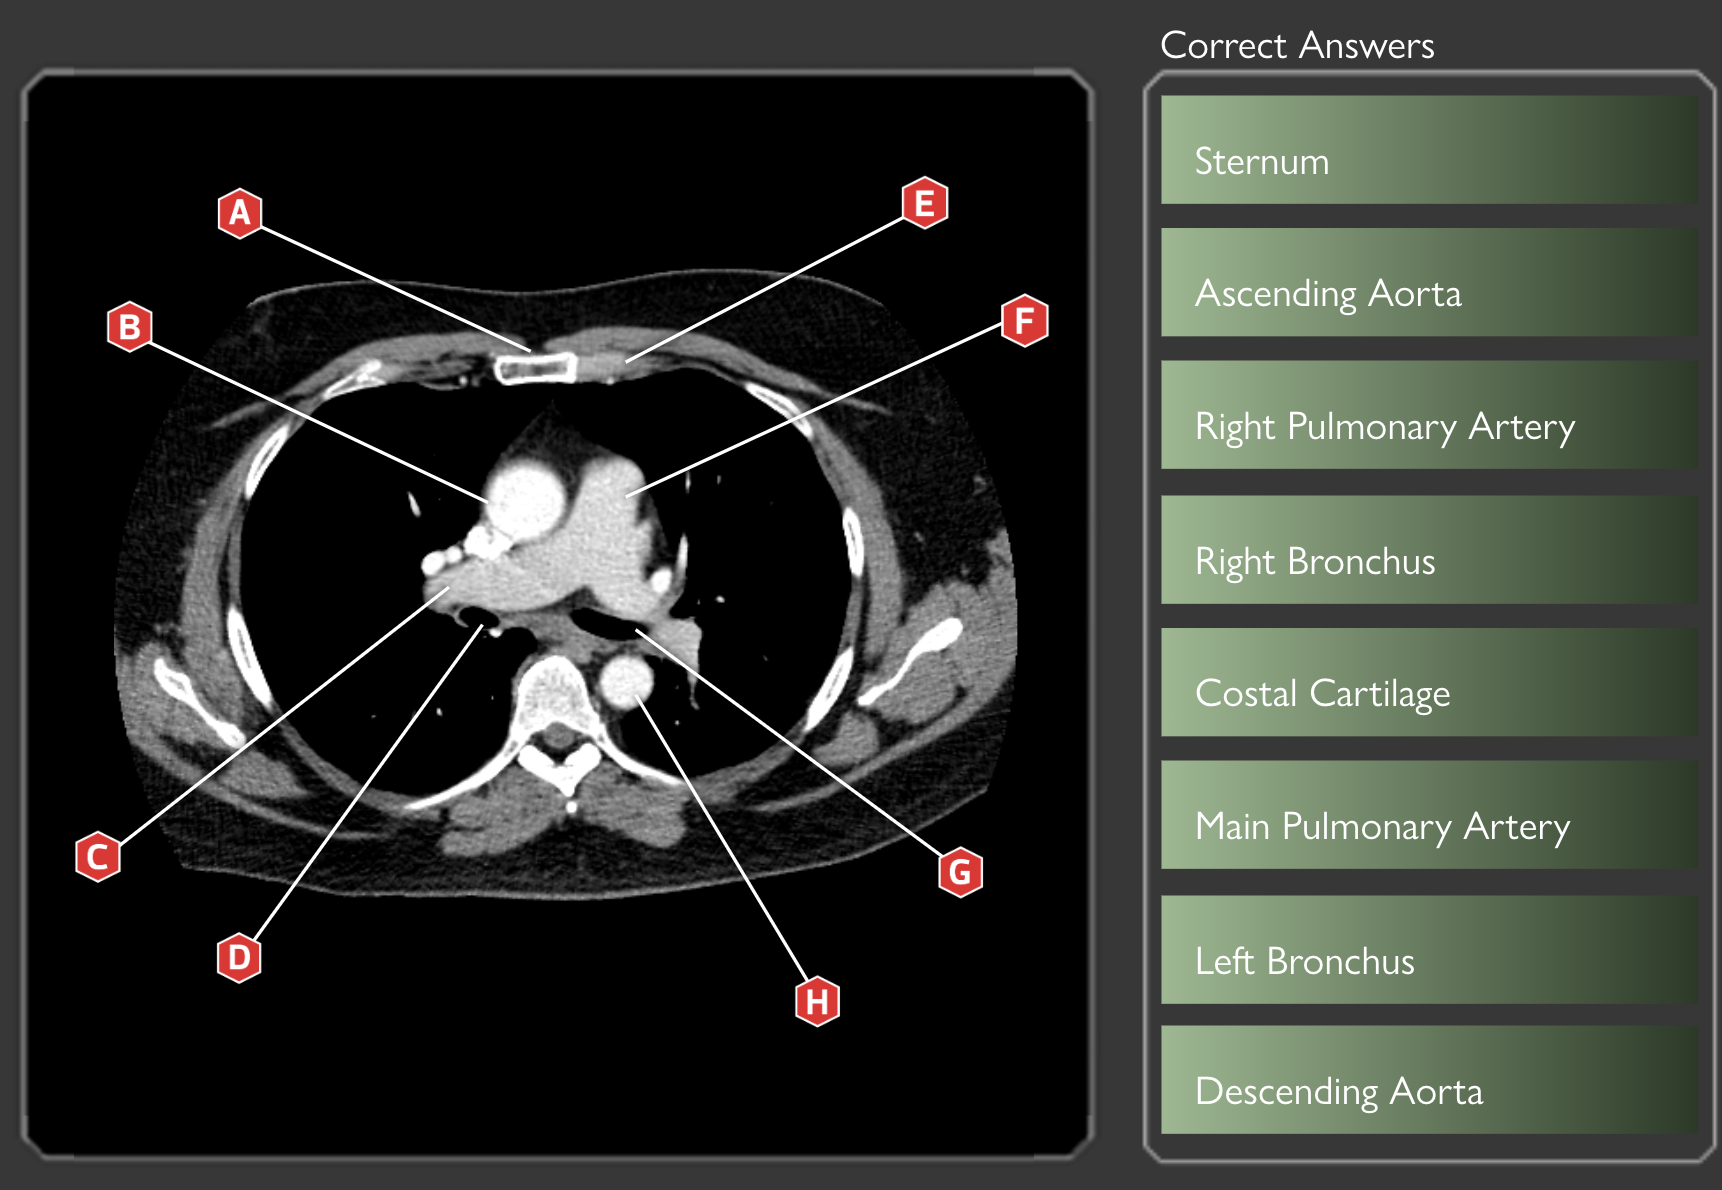 Correct Answers
A
E
B
F
C
D
G
H
Sternum
Ascending Aorta
Right Pulmonary Artery
Right Bronchus
Costal Cartilage
Main Pulmonary Artery
Left Bronchus
Descending Aorta